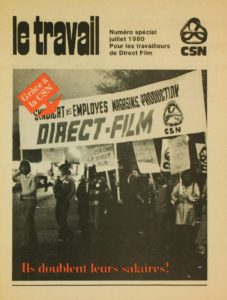 le travail
Numéro spécial
juillet 1980
Pour les travailleurs
de Direct Film
CSN
Grâce à
la CSN
SYNDICAT DES EMPLOYES MAGASINS, PRODUCTION
DIRECT-FILM
CSN
Ils doublent leurs salaires!